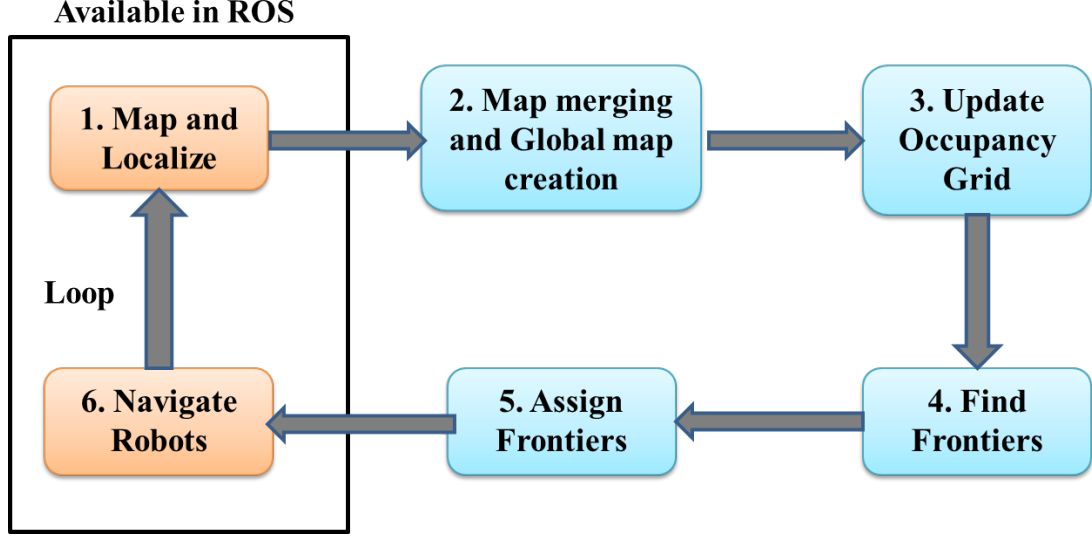 Available in ROS
1. Map and
Localize
2. Map merging
and Global map
creation
3. Update
Occupancy
Grid
Loop
6. Navigate
Robots
5. Assign
Frontiers
4. Find
Frontiers